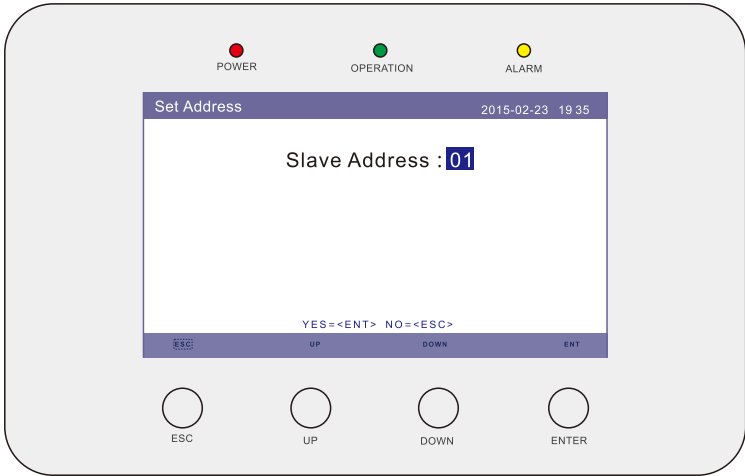 POWER OPERATION ALARM
Set Address 2015-02-23 19 35
Slave Address : 01
YES=<ENT> NO=<ESC>
ESC UP DOWN ENT
ESC UP DOWN ENTER